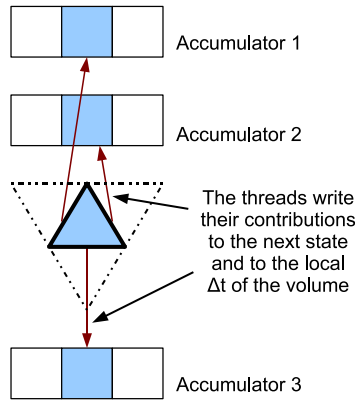 Accumulator 1
Accumulator 2
The threads write
their contributions
to the next state
and to the local
Δt of the volume
Accumulator 3